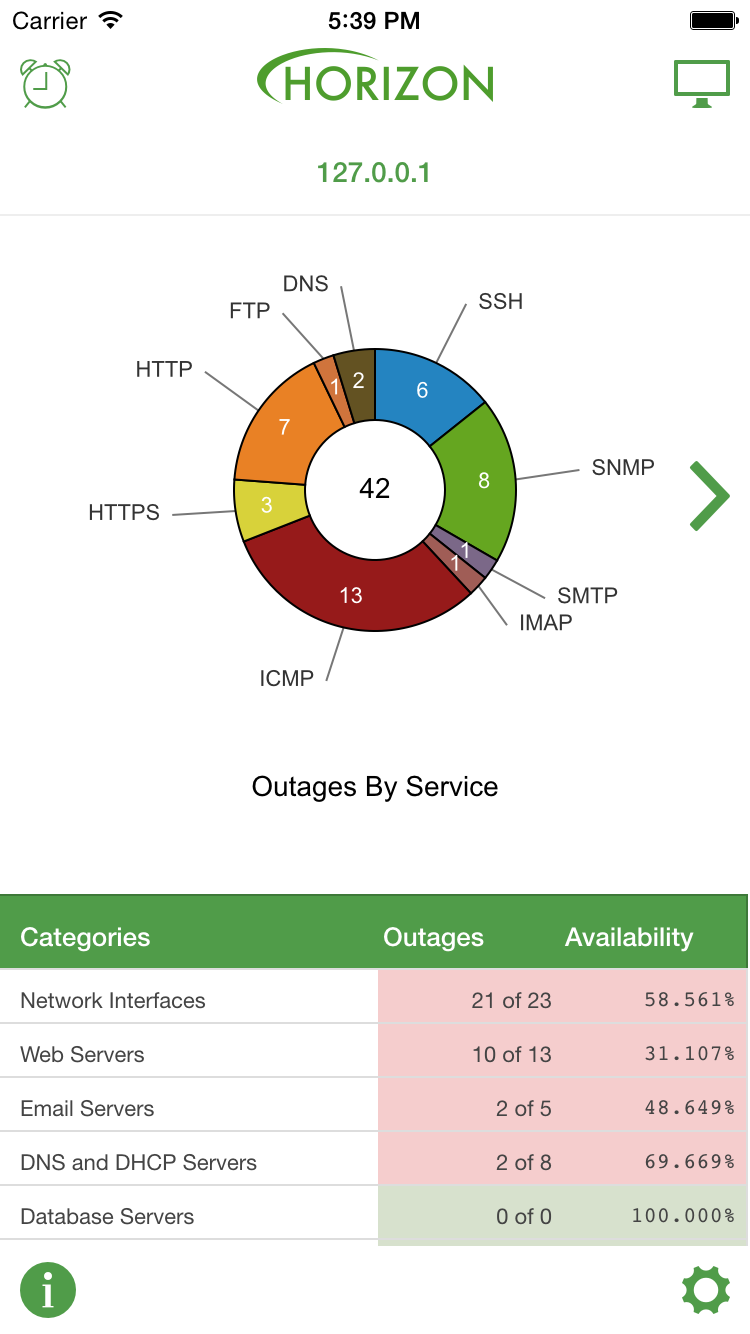 Carrier 5:39 PM
HORIZON
127.0.0.1
DNS
SSH
FTP
HTTP
1 2
6
7
SNMP
8
42
3
HTTPS
1
1
SMTP
13
IMAP
ICMP
Outages By Service
Categories Outages Availability
Network Interfaces 21 of 23 58.561%
Web Servers 10 of 13 31.107%
Email Servers 2 of 5 48.649%
DNS and DHCP Servers 2 of 8 69.669%
Database Servers 0 of 0 100.000%
i